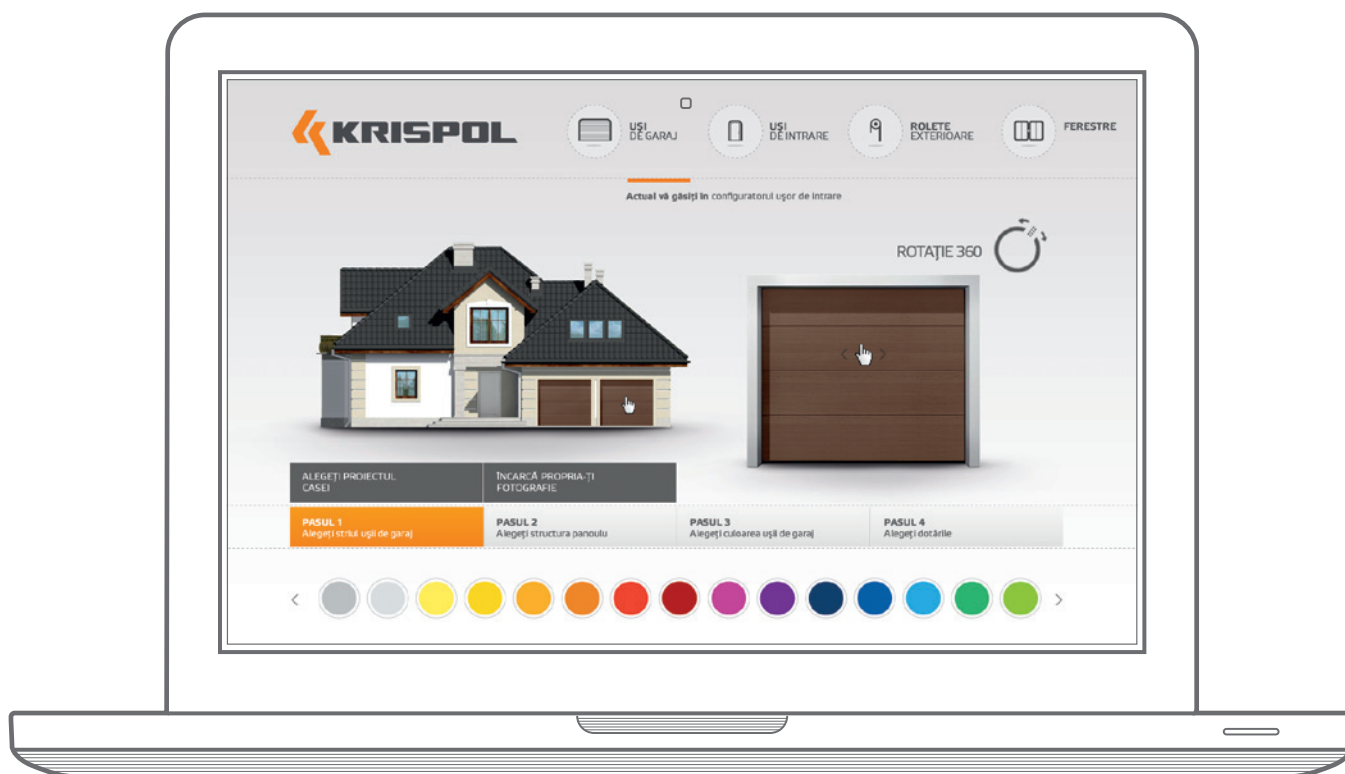 KRISPOL
UȘI
DE GARAJ
UȘI
DE INTRARE
ROLETE
EXTERIOARE
FERESTRE
Actual vă găsiți în configuratorul ușor de intrare
ROTAȚIE 360
ALEGEȚI PROIECTUL
CASEI
ÎNCARCĂ PROPRIA-ȚI
FOTOGRAFIE
PASUL 1
Alegeți striul ușii de garaj
PASUL 2
Alegeți structura panoulu
PASUL 3
Alegeți culoarea ușii de garaj
PASUL 4
Alegeți dotările